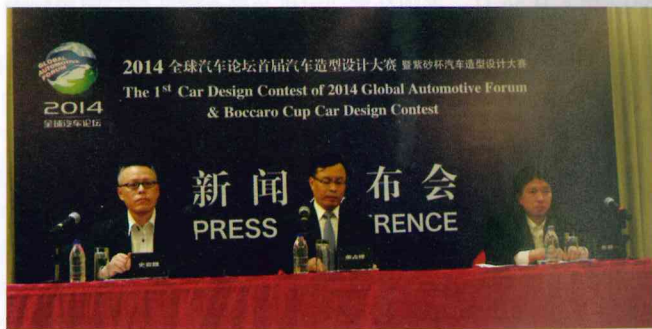 GLOBAL
AUTOMOTIVE
FORUM
2014
全球汽车论坛
2014 全球汽车论坛首届汽车造型设计大赛 暨紫砂杯汽车造型设计大赛
The 1st Car Design Contest of 2014 Global Automotive Forum
& Boccaro Cup Car Design Contest
新闻 布会
PRESS RENCE